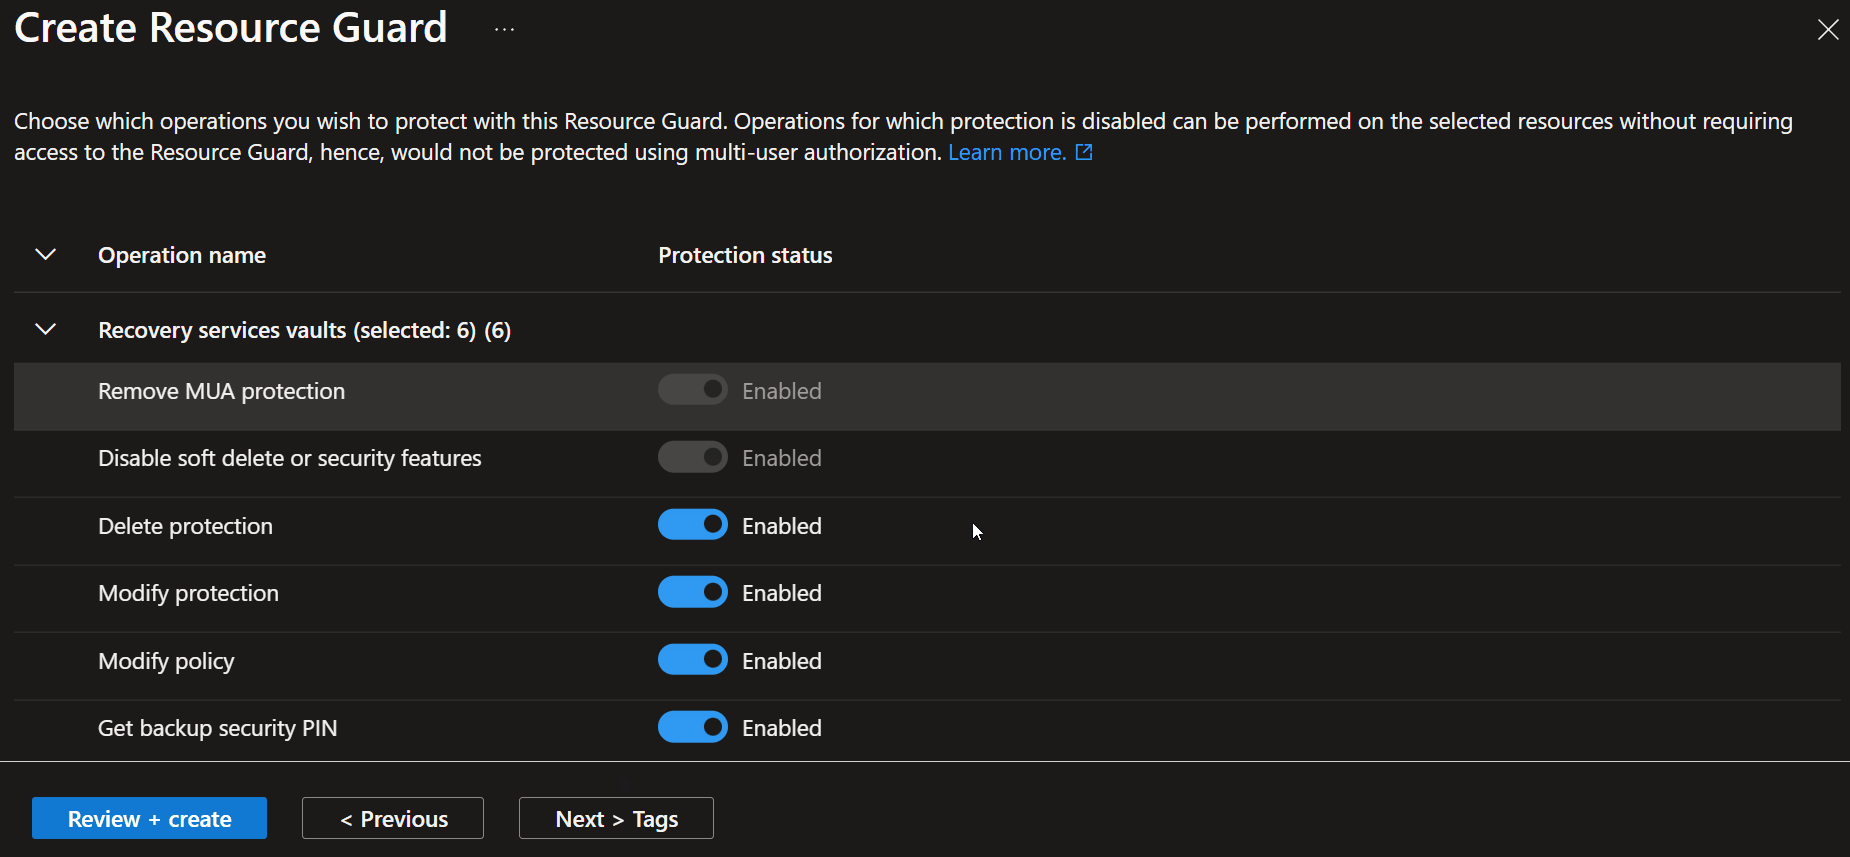 Create Resource Guard ...
Choose which operations you wish to protect with this Resource Guard. Operations for which protection is disabled can be performed on the selected resources without requiring
access to the Resource Guard, hence, would not be protected using multi-user authorization. Learn more.
Operation name Protection status
Recovery services vaults (selected: 6) (6)
Remove MUA protection Enabled
Disable soft delete or security features Enabled
Delete protection Enabled
Modify protection Enabled
Modify policy Enabled
Get backup security PIN Enabled
Review + create < Previous Next > Tags